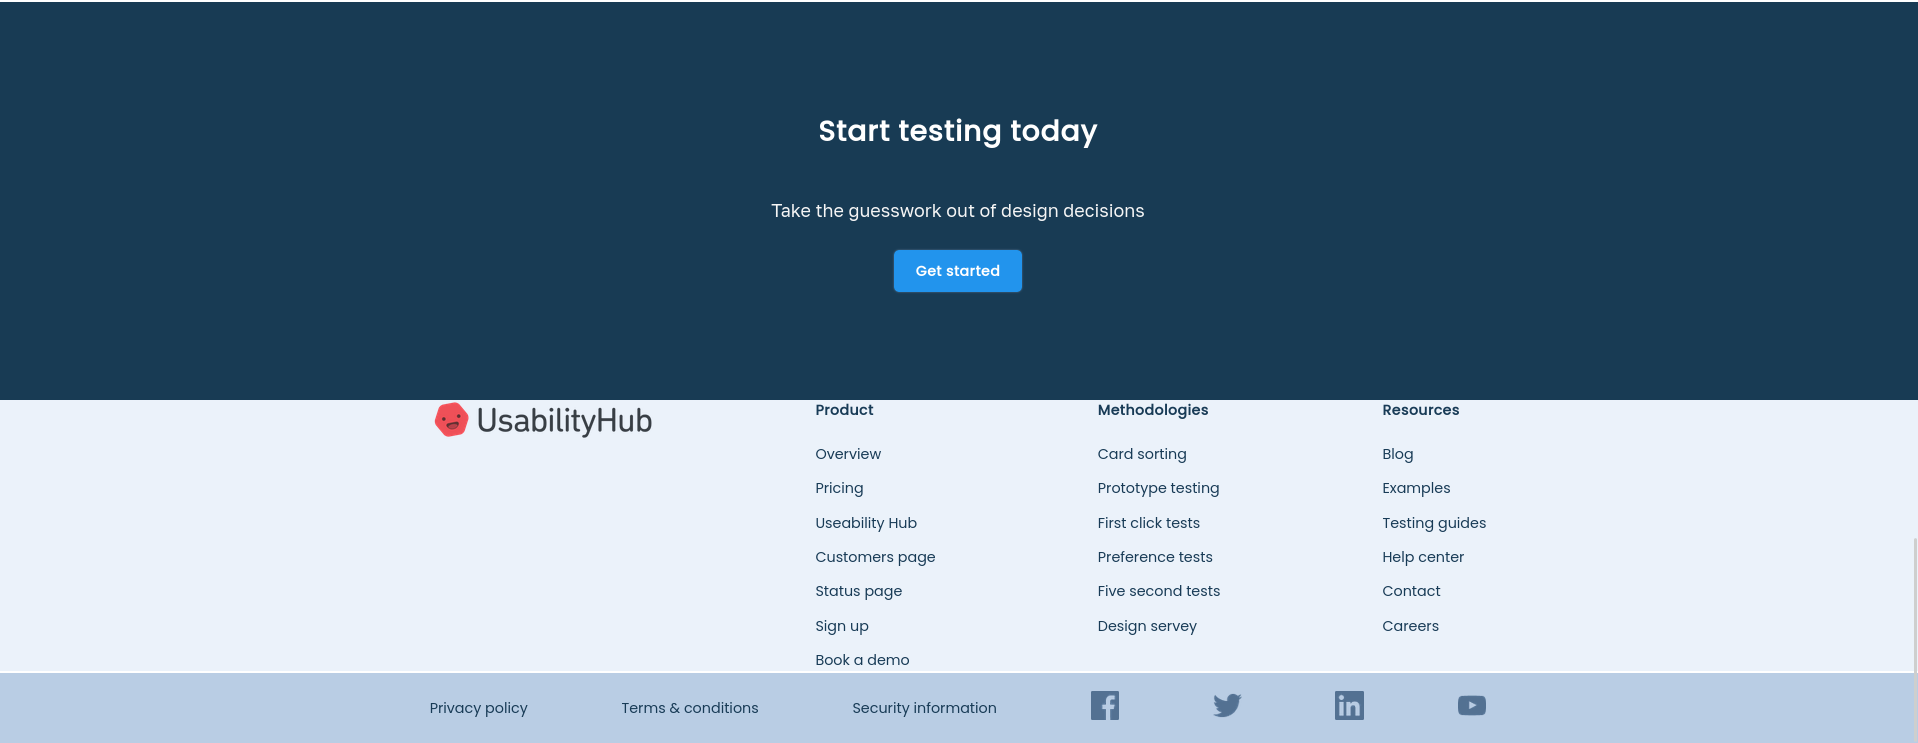 Start testing today
Take the guesswork out of design decisions
Get started
UsabilityHub
Product
Overview
Pricing
Useability Hub
Customers page
Status page
Sign up
Book a demo
Methodologies
Card sorting
Prototype testing
First click tests
Preference tests
Five second tests
Design servey
Resources
Blog
Examples
Testing guides
Help center
Contact
Careers
Privacy policy
Terms & conditions
Security information